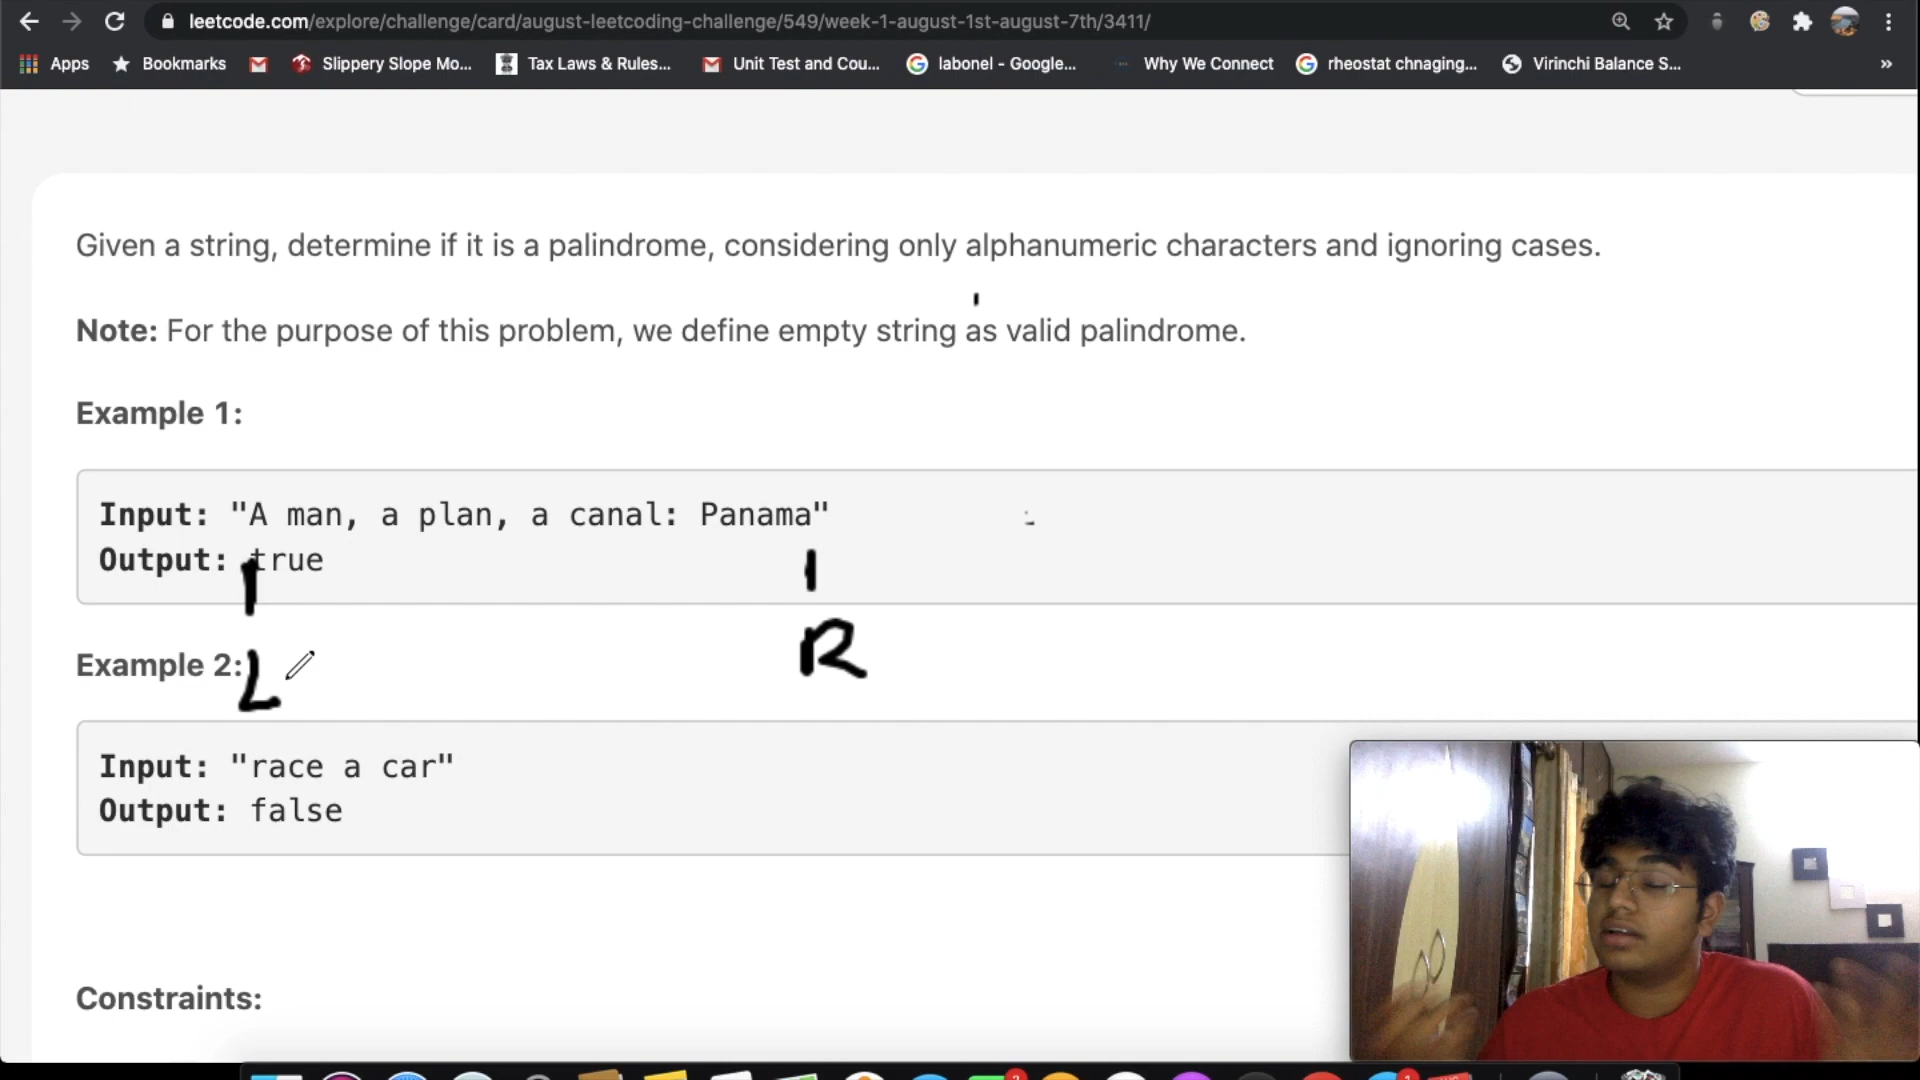 leetcode.com/explore/challenge/card/august-leetcoding-challenge/549/week-1-august-1st-august-7th/3411/
Apps Bookmarks Slippery Slope Mo... Tax Laws & Rules... Unit Test and Cou... labonel - Google... Why We Connect rheostat chnaging... Virinchi Balance S... »
Given a string, determine if it is a palindrome, considering only alphanumeric characters and ignoring cases.
Note: For the purpose of this problem, we define empty string as valid palindrome.
Example 1:
Input: "A man, a plan, a canal: Panama"
Output: true
R
Example 2:
L
Input: "race a car"
Output: false
Constraints: